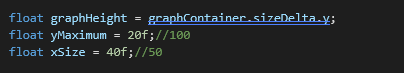 float graphHeight = graphContainer.sizeDelta.y;
float yMaximum = 20f;//100
float xSize = 40f;//50